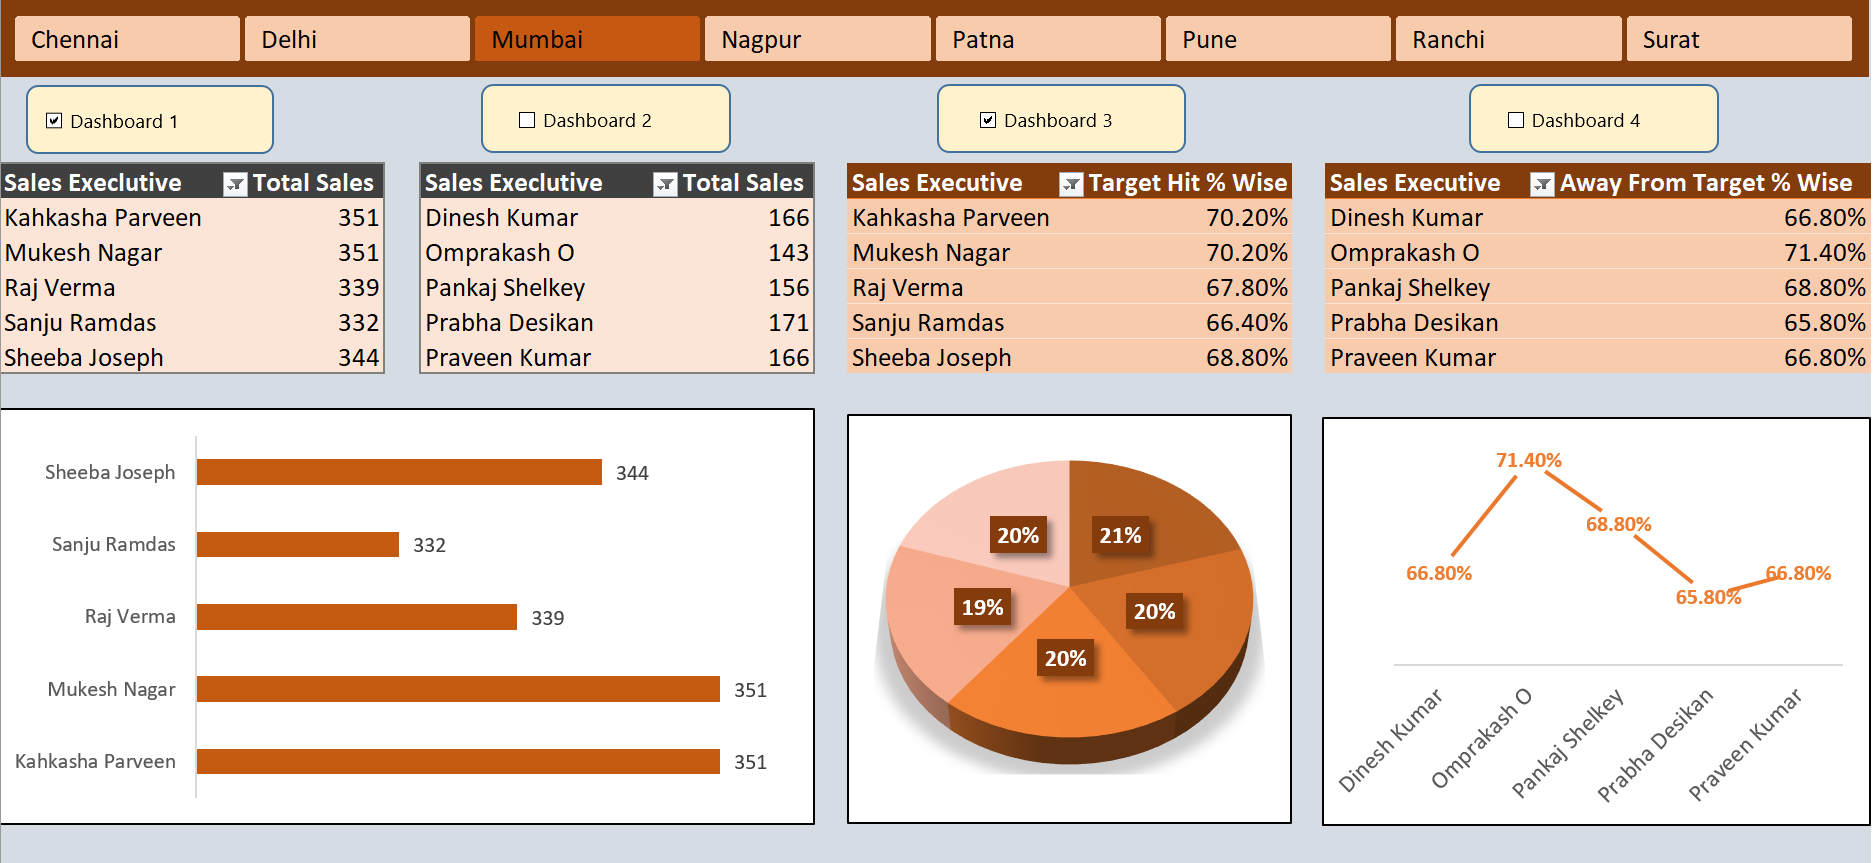 Chennai Delhi Mumbai Nagpur Patna Pune Ranchi Surat
Dashboard 1 Dashboard 2 Dashboard 3 Dashboard 4
Sales Execlutive Total Sales
Kahkasha Parveen 351
Mukesh Nagar 351
Raj Verma 339
Sanju Ramdas 332
Sheeba Joseph 344
Sales Execlutive Total Sales
Dinesh Kumar 166
Omprakash O 143
Pankaj Shelkey 156
Prabha Desikan 171
Praveen Kumar 166
Sales Executive Target Hit % Wise
Kahkasha Parveen 70.20%
Mukesh Nagar 70.20%
Raj Verma 67.80%
Sanju Ramdas 66.40%
Sheeba Joseph 68.80%
Sales Executive Away From Target % Wise
Dinesh Kumar 66.80%
Omprakash O 71.40%
Pankaj Shelkey 68.80%
Prabha Desikan 65.80%
Praveen Kumar 66.80%
Sheeba Joseph 344
Sanju Ramdas 332
Raj Verma 339
Mukesh Nagar 351
Kahkasha Parveen 351
20% 21%
19% 20%
20%
71.40%
68.80%
66.80% 66.80%
65.80%
Dinesh Kumar
Omprakash O
Pankaj Shelkey
Prabha Desikan
Praveen Kumar